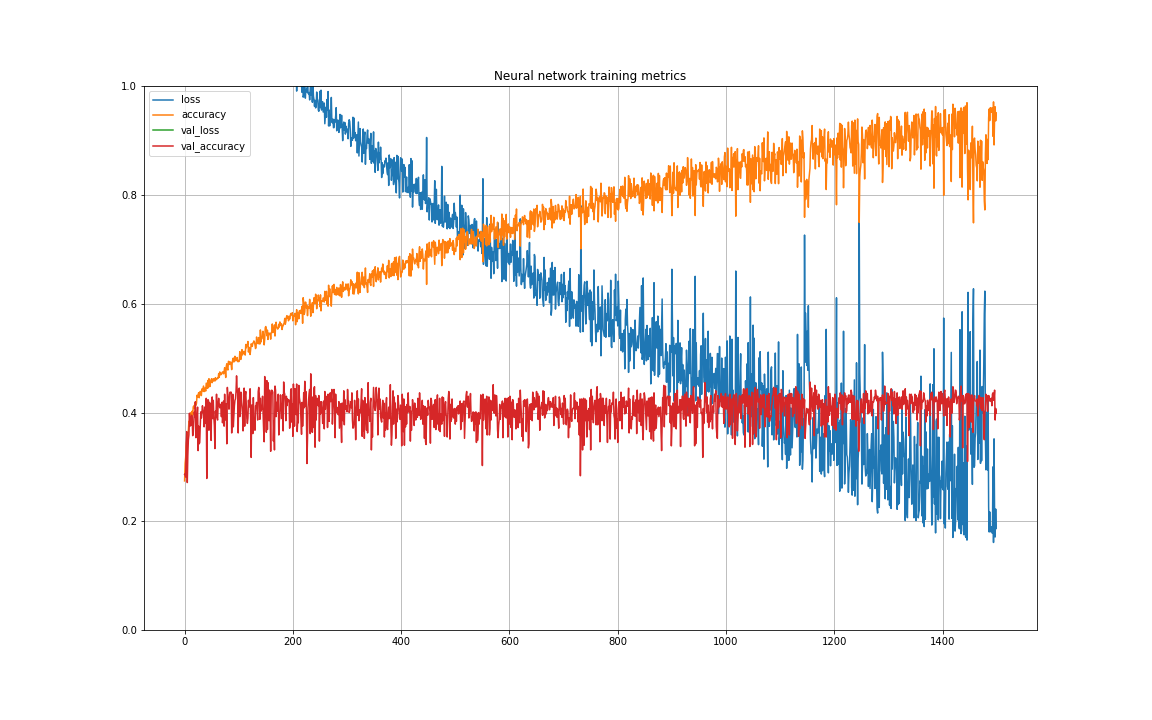 Neural network training metrics
1.0
loss
accuracy
val_loss
val_accuracy
0.8
0.6
0.4
0.2
0.0
0 200 400 600 800 1000 1200 1400